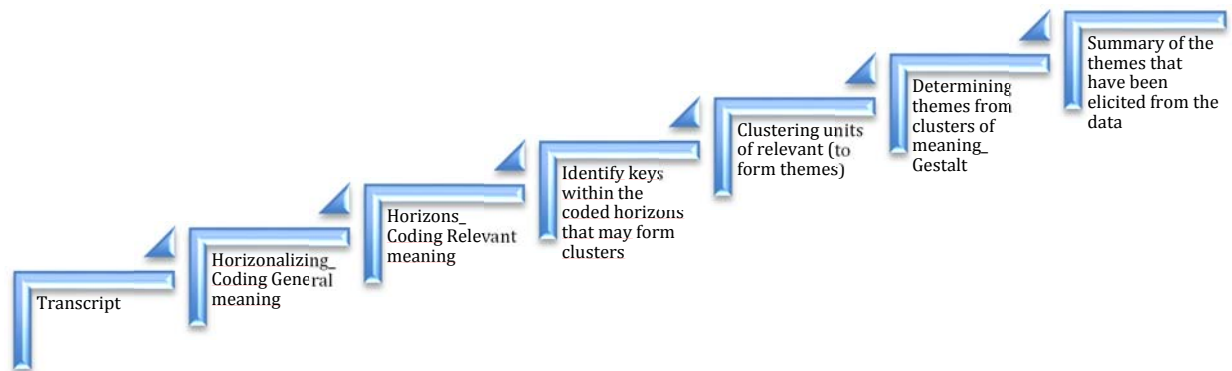 Transcript
Horizonalizing_
Coding General
meaning
Horizons_
Coding Relevant
meaning
Identify keys
within the
coded horizons
that may form
clusters
Clustering units
of relevant (to
form themes)
Determining
themes from
clusters of
meaning_
Gestalt
Summary of the
themes that
have been
elicited from the
data